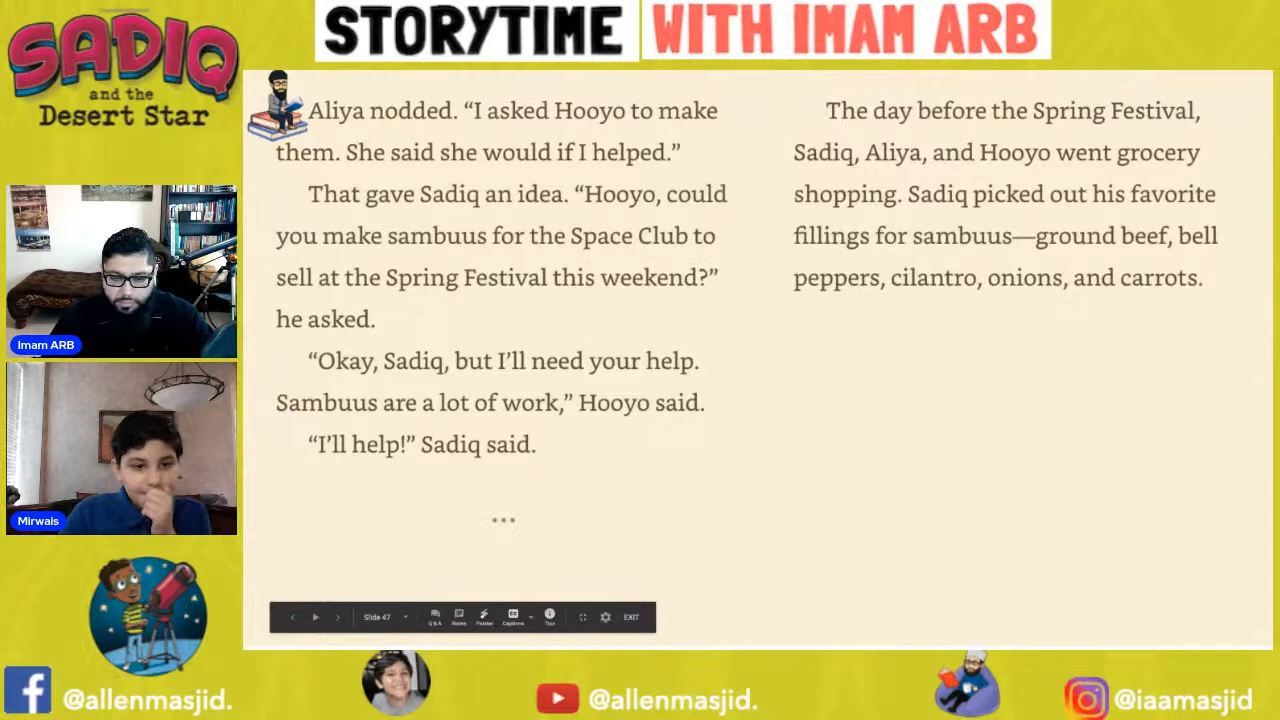 SADIQ
and the
Desert Star
STORYTIME WITH IMAM ARB
Aliya nodded. “I asked Hooyo to make
them. She said she would if I helped.”
That gave Sadiq an idea. “Hooyo, could
you make sambuus for the Space Club to
sell at the Spring Festival this weekend?”
he asked.
“Okay, Sadiq, but I’ll need your help.
Sambuus are a lot of work,” Hooyo said.
“I’ll help!” Sadiq said.
...
The day before the Spring Festival,
Sadiq, Aliya, and Hooyo went grocery
shopping. Sadiq picked out his favorite
fillings for sambuus—ground beef, bell
peppers, cilantro, onions, and carrots.
Imam ARB
Mirwais
Slide 47
Q&A
Notes
Pointer
Captions
Tips
EXIT
@allenmasjid.
@allenmasjid.
@iaamasjid